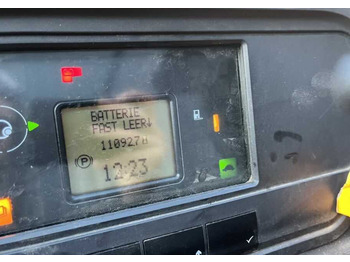 BATTERIE
FAST LEER↓
110927H
P
12:23